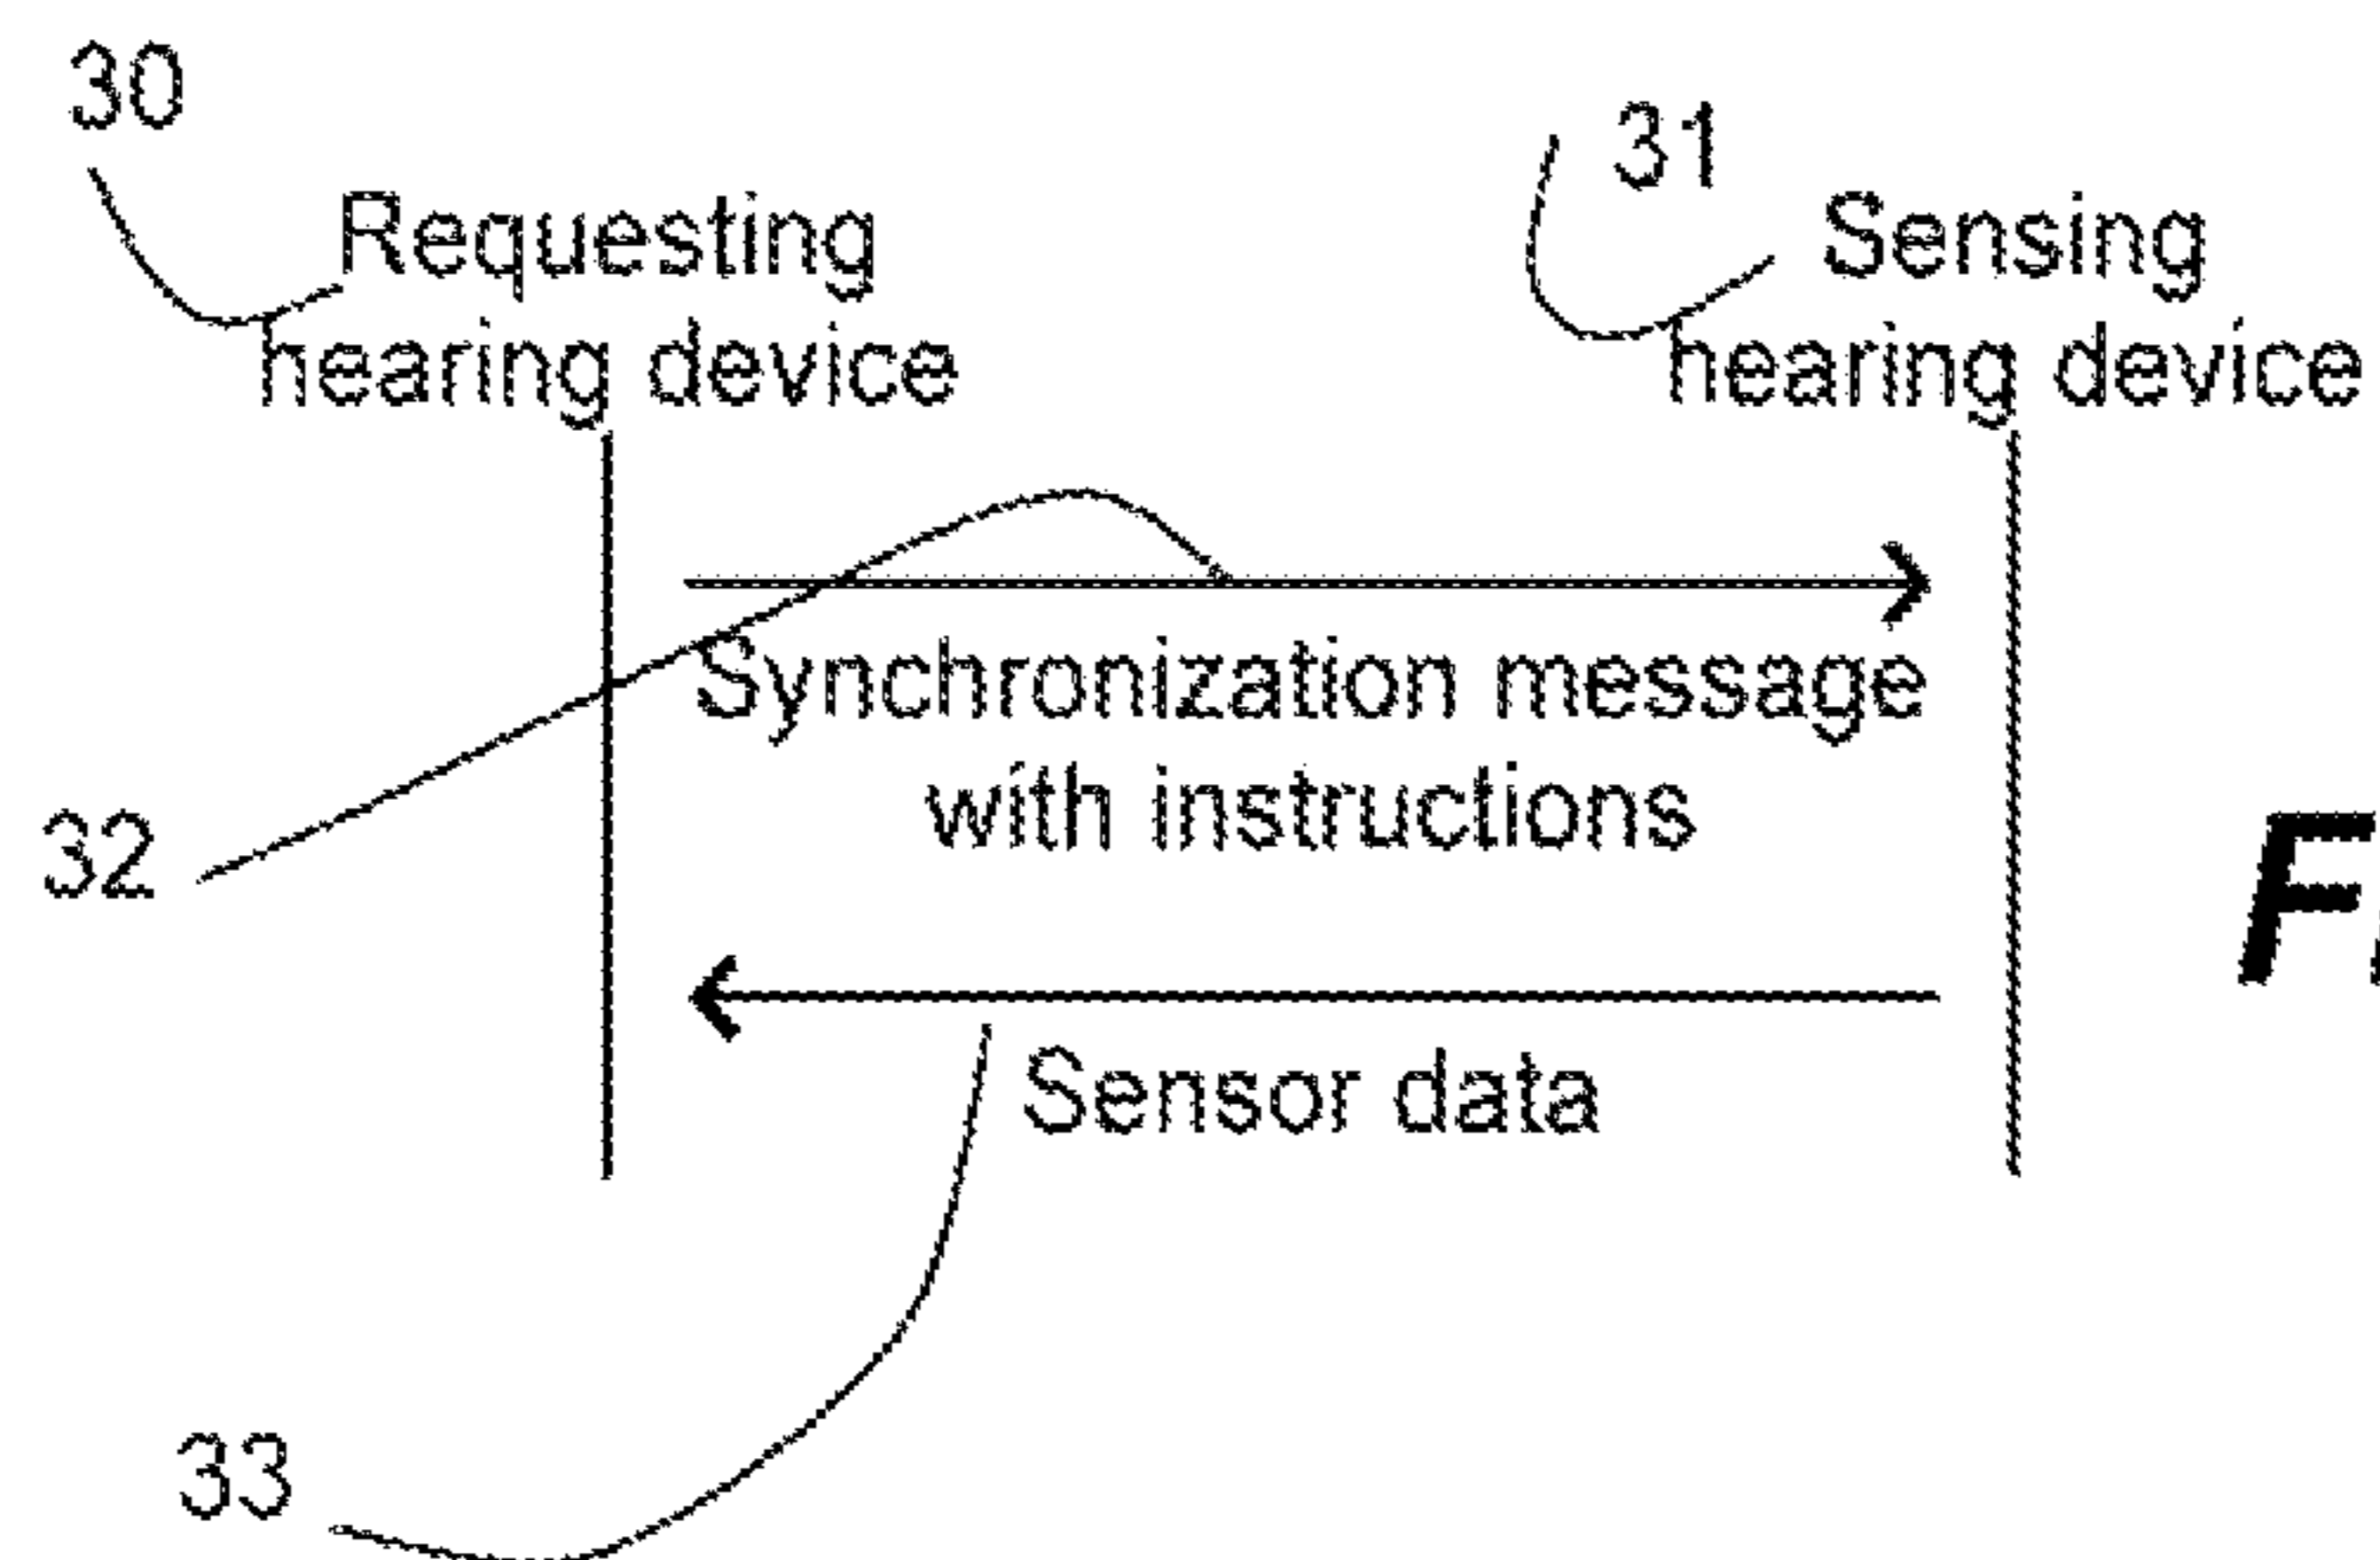 30
31
Requesting
hearing device
Sensing
hearing device
Synchronization message
with instructions
32
F
Sensor data
33